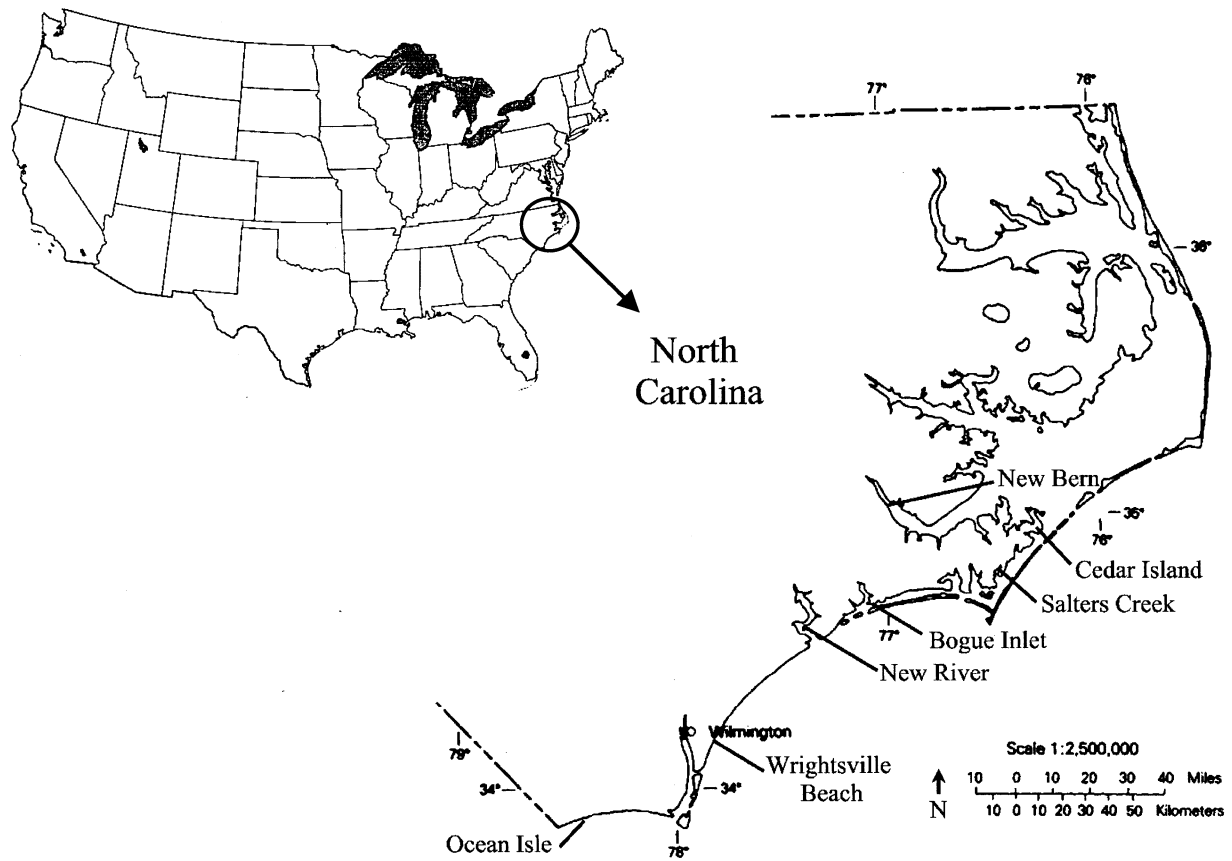 77°
76°
36°
North
Carolina
New Bern
35°
76°
Cedar Island
Salters Creek
Bogue Inlet
77°
New River
Wilmington
79°
Wrightsville
Beach
34°
34°
Ocean Isle
78°
Scale 1:2,500,000
10 0 10 20 30 40 Miles
N
10 0 10 20 30 40 50 Kilometers